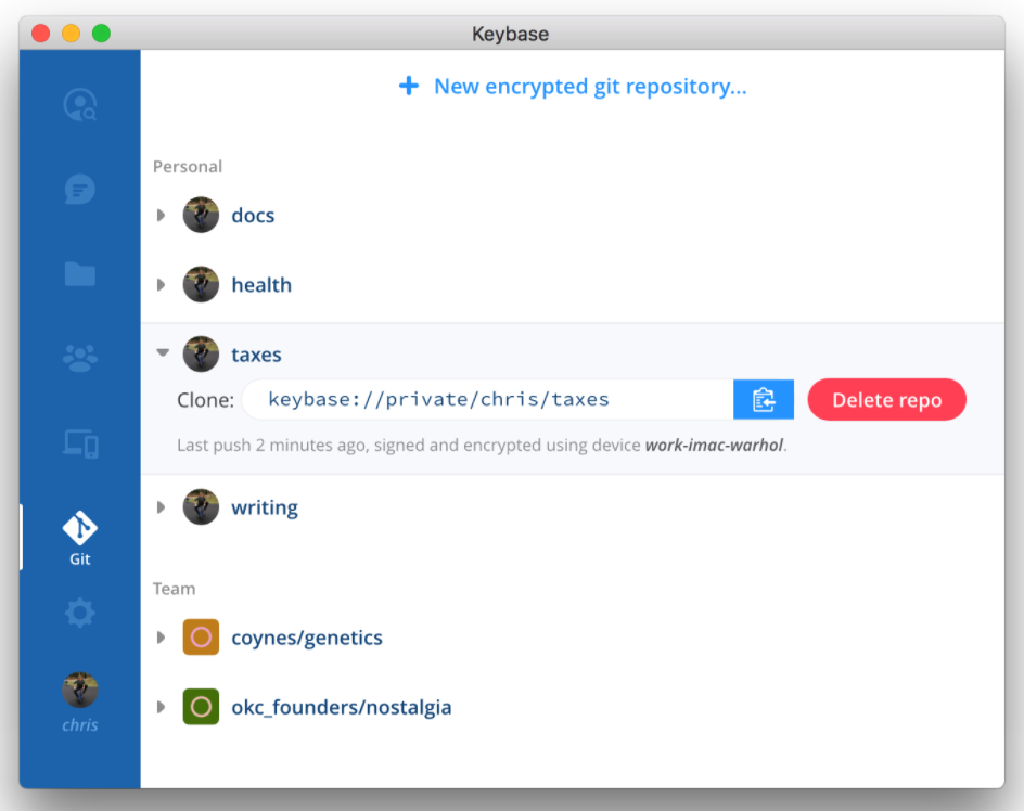 Keybase
New encrypted git repository...
Personal
docs
health
taxes
Clone: keybase://private/chris/taxes Delete repo
Last push 2 minutes ago, signed and encrypted using device work-imac-warhol.
writing
Git
Team
coynes/genetics
okc_founders/nostalgia
chris